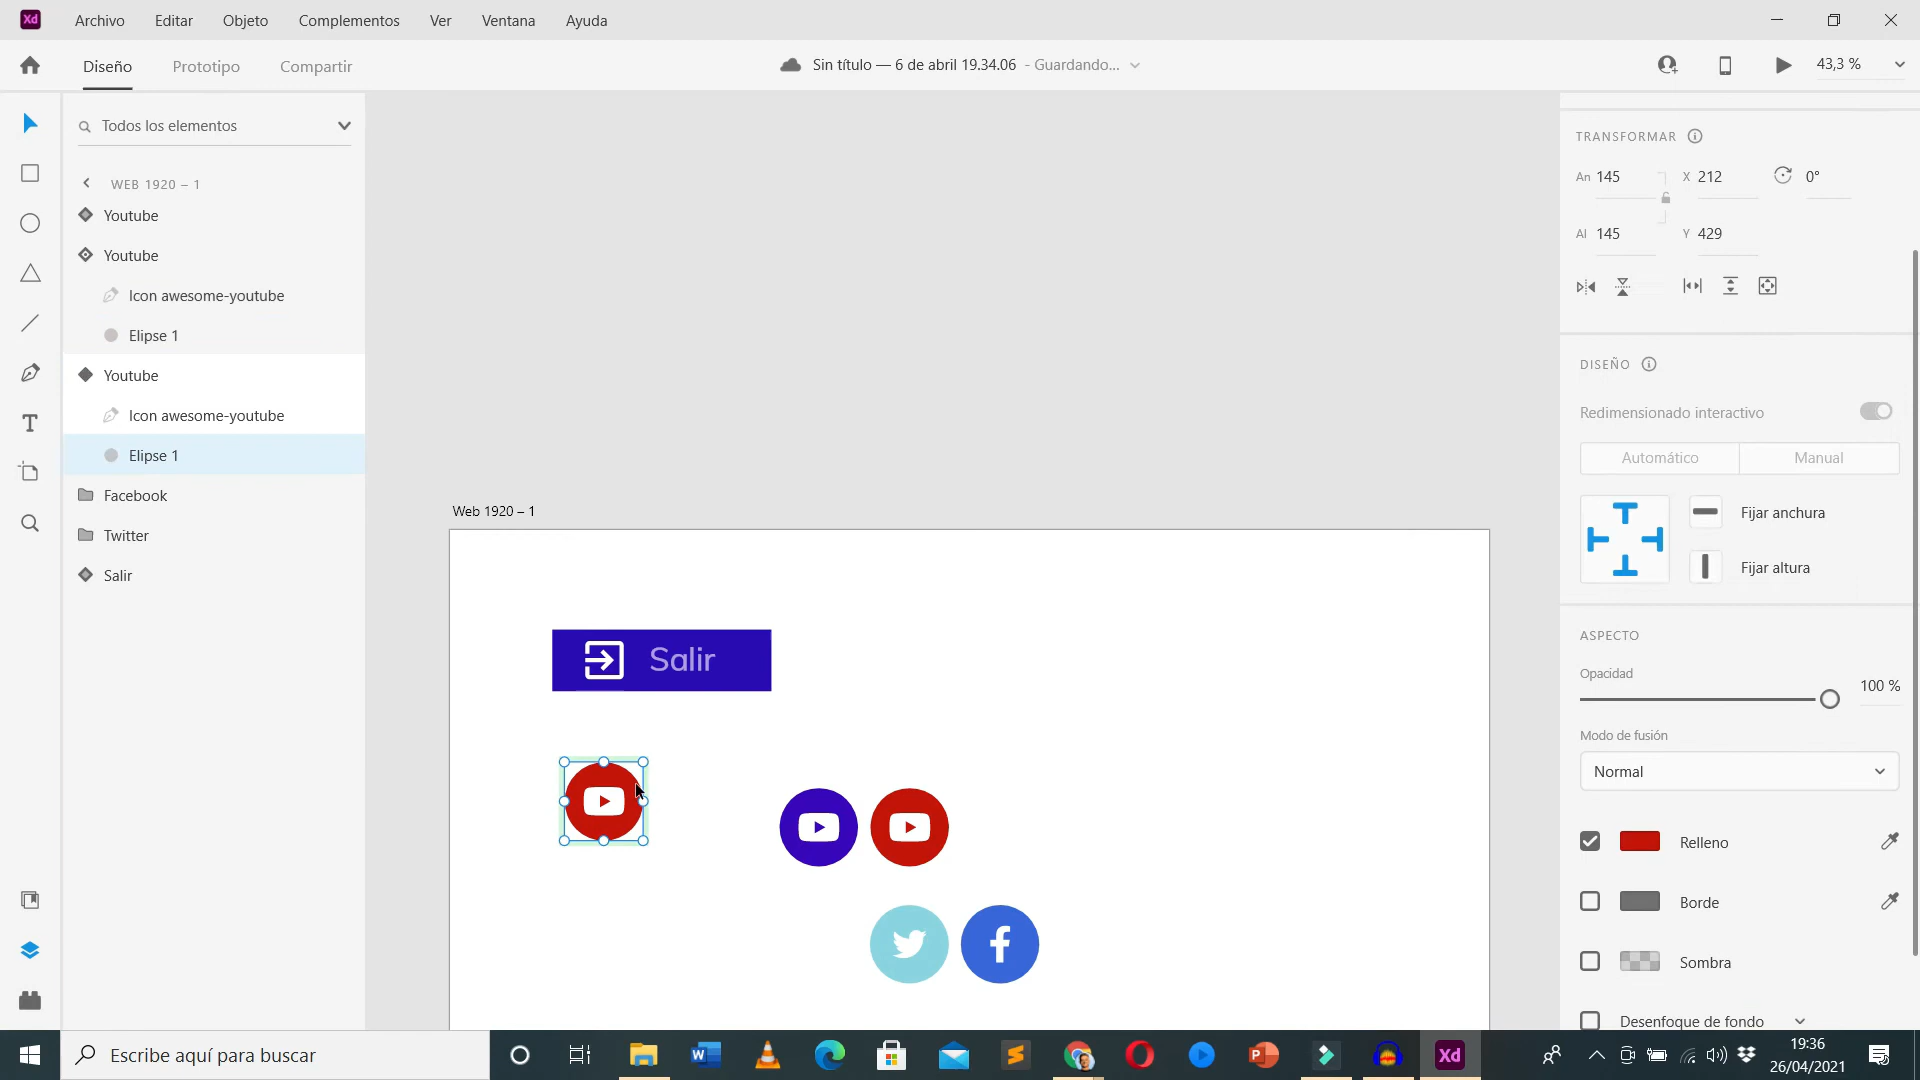 Xd Archivo Editar Objeto Complementos Ver Ventana Ayuda
Diseño Prototipo Compartir Sin título — 6 de abril 19.34.06 - Guardando... 43,3 %
Todos los elementos
WEB 1920 – 1
Youtube
Youtube
Icon awesome-youtube
Elipse 1
Youtube
Icon awesome-youtube
Elipse 1
Facebook
Twitter
Salir
Web 1920 – 1
Salir
TRANSFORMAR
An 145 X 212 0°
Al 145 Y 429
DISEÑO
Redimensionado interactivo
Automático Manual
Fijar anchura
Fijar altura
ASPECTO
Opacidad
100 %
Modo de fusión
Normal
Relleno
Borde
Sombra
Desenfoque de fondo
Escribe aquí para buscar
Xd
19:36
26/04/2021